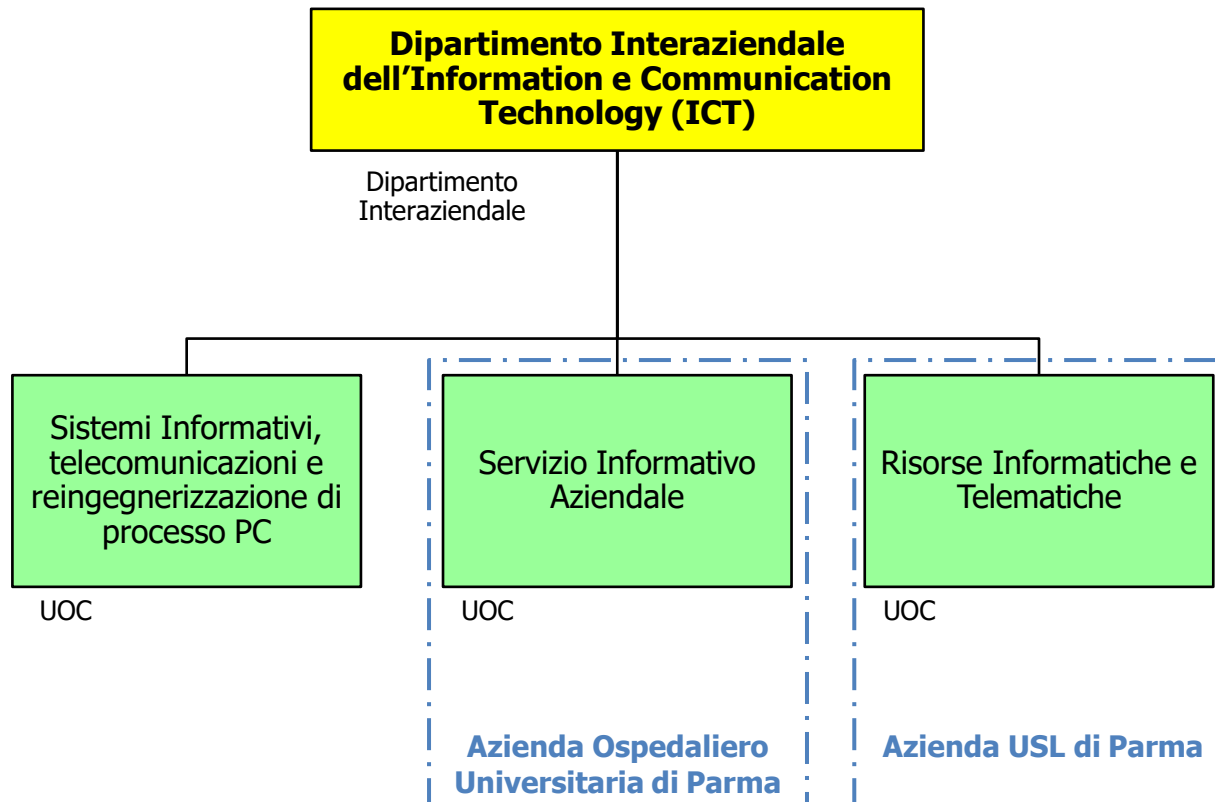 Dipartimento Interaziendale
dell’Information e Communication
Technology (ICT)
Dipartimento
Interaziendale
Sistemi Informativi,
telecomunicazioni e
reingegnerizzazione di
processo PC
UOC
Servizio Informativo
Aziendale
UOC
Risorse Informatiche e
Telematiche
UOC
Azienda Ospedaliero
Universitaria di Parma
Azienda USL di Parma